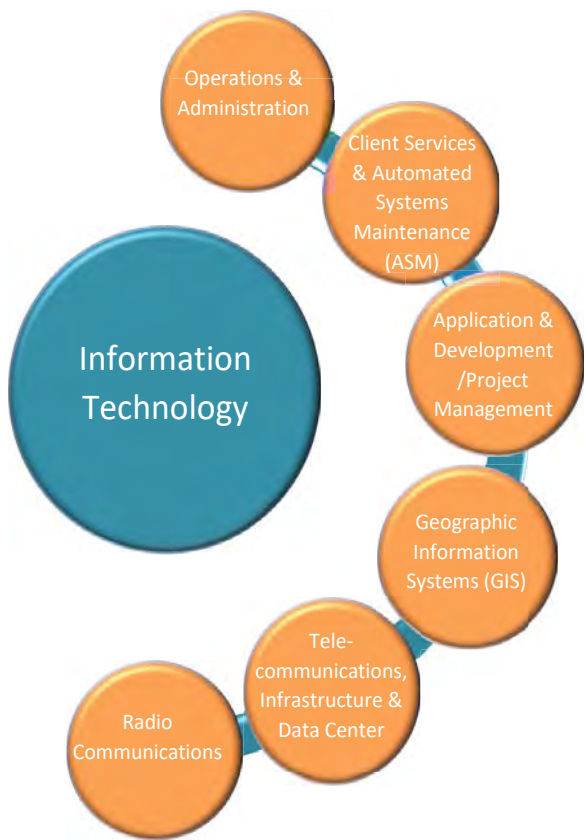 Operations &
Administration
Client Services
& Automated
Systems
Maintenance
(ASM)
Information
Technology
Application &
Development
/Project
Management
Geographic
Information
Systems (GIS)
Tele-
communications,
Infrastructure &
Data Center
Radio
Communications